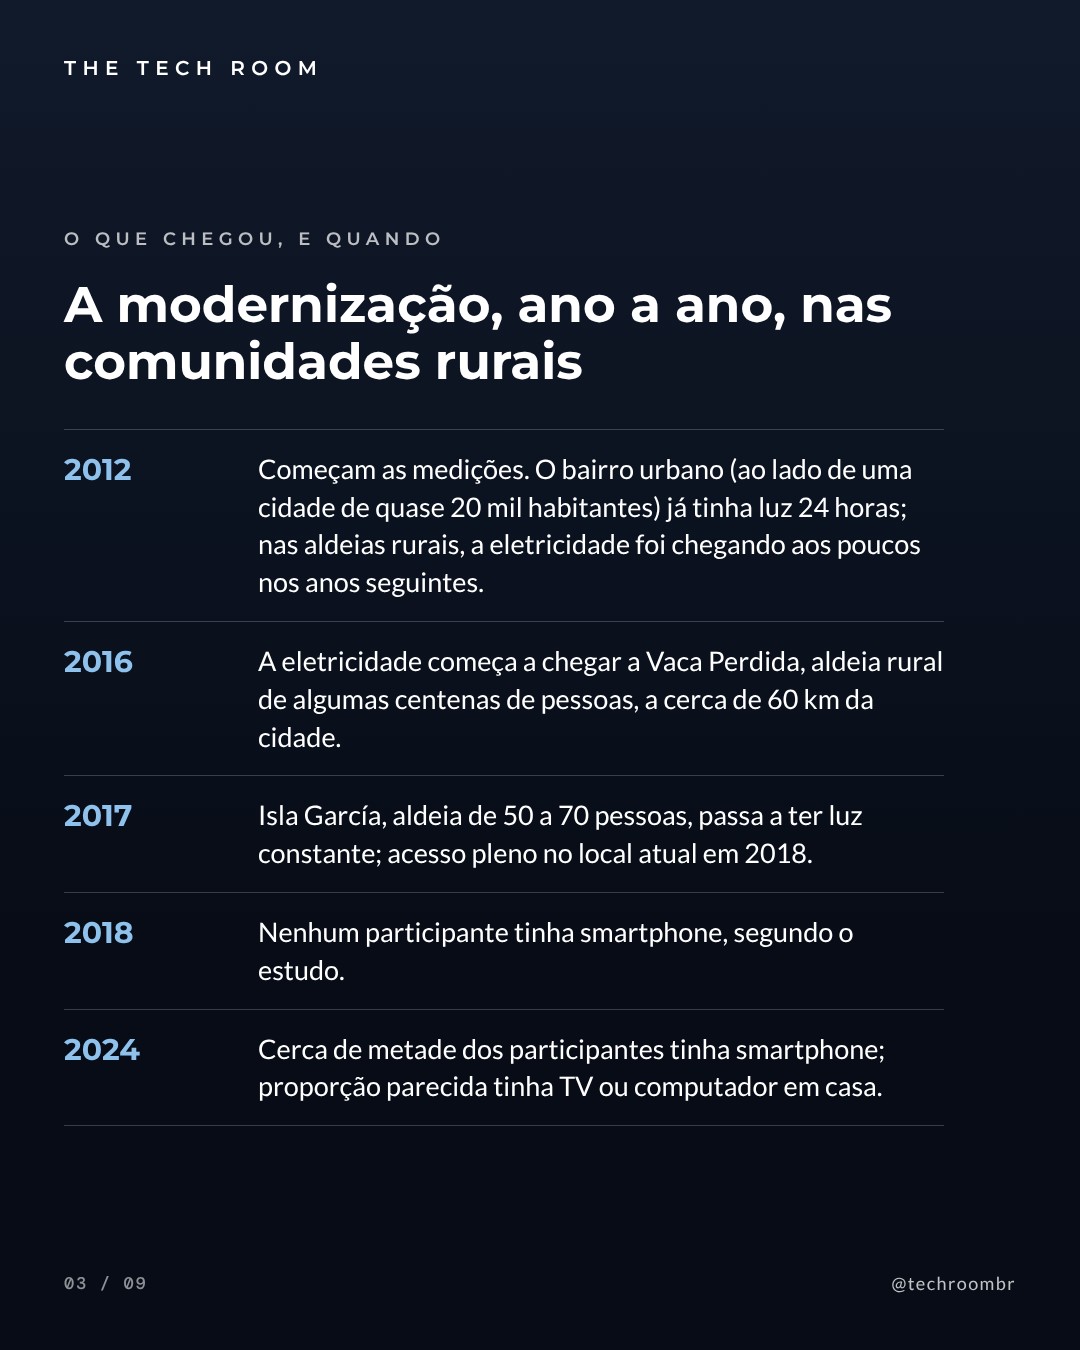 THE TECH ROOM
O QUE CHEGOU, E QUANDO
A modernização, ano a ano, nas
comunidades rurais
2012
Começam as medições. O bairro urbano (ao lado de uma
cidade de quase 20 mil habitantes) já tinha luz 24 horas;
nas aldeias rurais, a eletricidade foi chegando aos poucos
nos anos seguintes.
2016
A eletricidade começa a chegar a Vaca Perdida, aldeia rural
de algumas centenas de pessoas, a cerca de 60 km da
cidade.
2017
Isla García, aldeia de 50 a 70 pessoas, passa a ter luz
constante; acesso pleno no local atual em 2018.
2018
Nenhum participante tinha smartphone, segundo o
estudo.
2024
Cerca de metade dos participantes tinha smartphone;
proporção parecida tinha TV ou computador em casa.
03 / 09
@techroombr